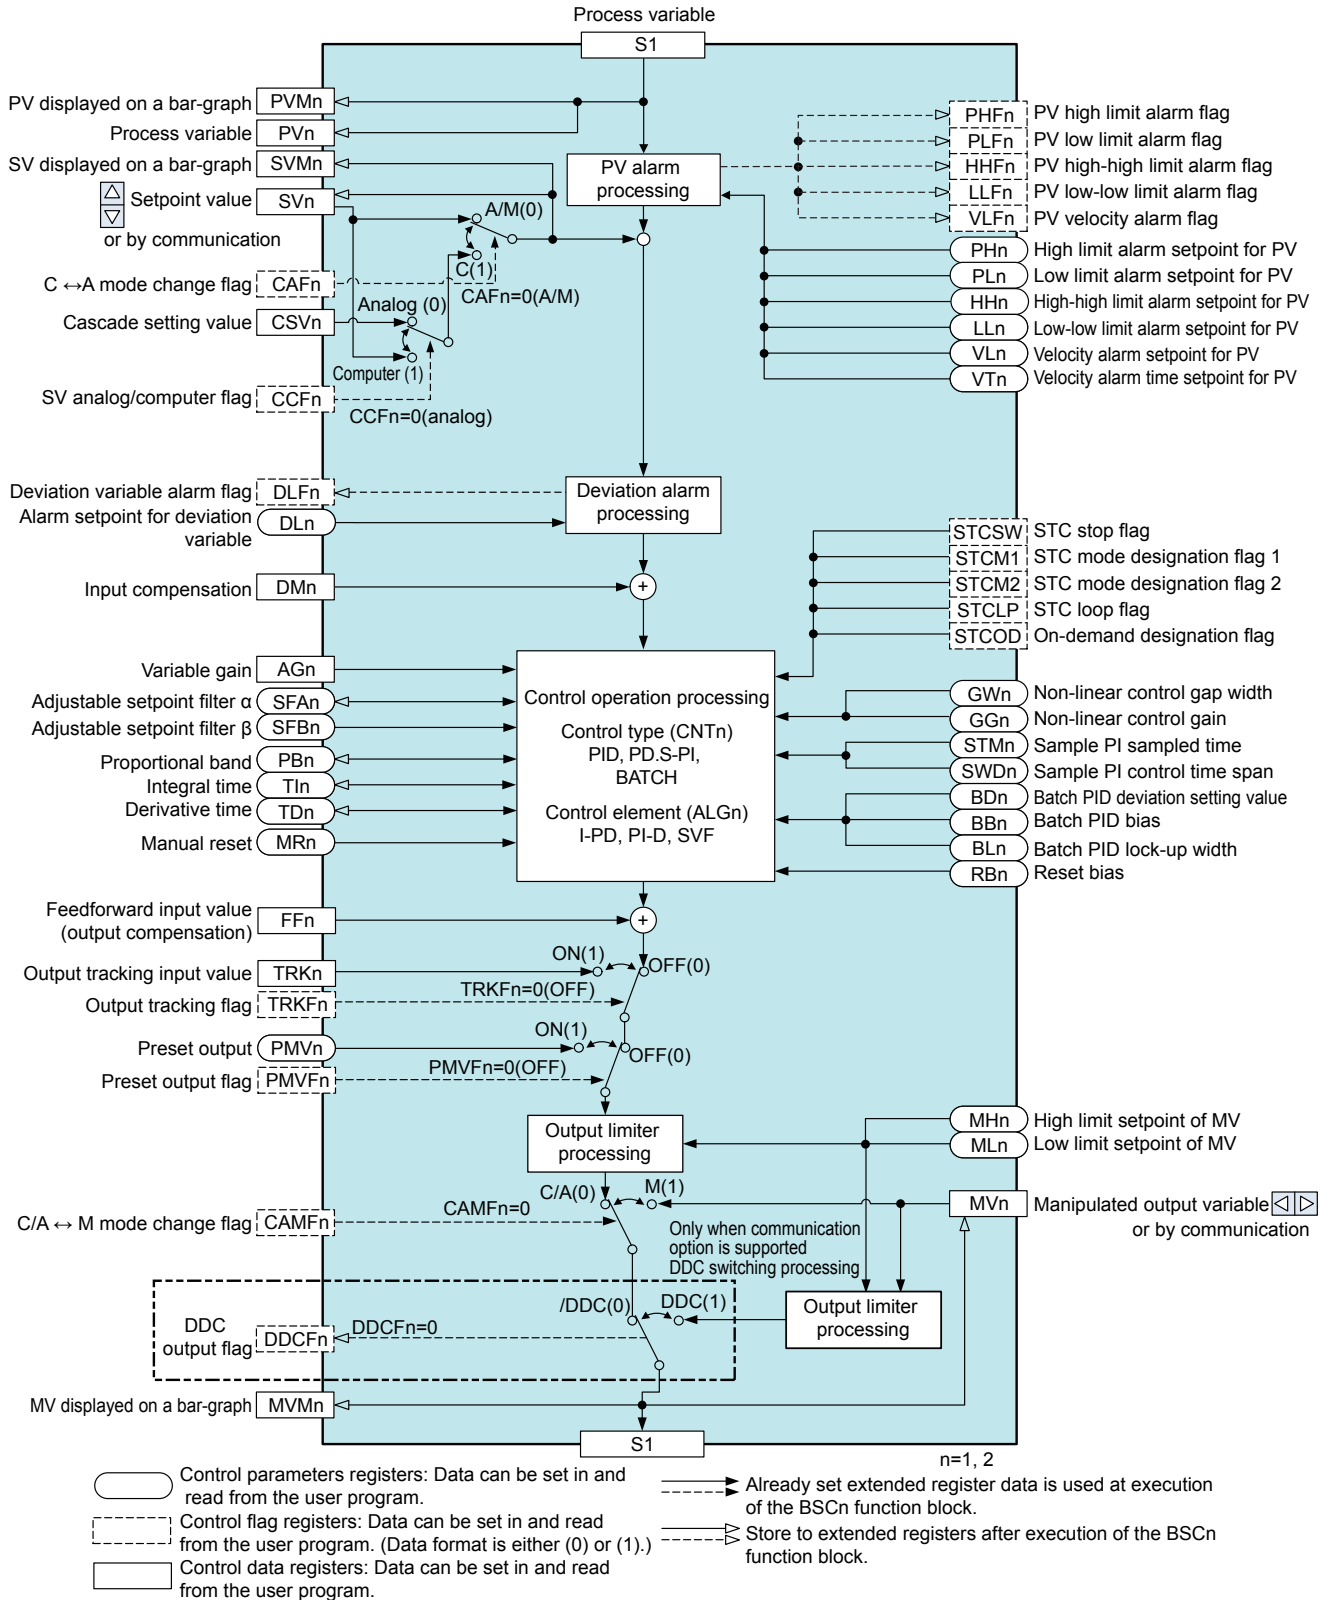 Process variable
S1
PV displayed on a bar-graph PVMn
Process variable PVn
SV displayed on a bar-graph SVMn
Setpoint value SVn
or by communication
C ↔A mode change flag CAFn
Cascade setting value CSVn
SV analog/computer flag CCFn
A/M(0)
C(1)
CAFn=0(A/M)
Analog (0)
Computer (1)
CCFn=0(analog)
PV alarm
processing
PHFn PV high limit alarm flag
PLFn PV low limit alarm flag
HHFn PV high-high limit alarm flag
LLFn PV low-low limit alarm flag
VLFn PV velocity alarm flag
PHn High limit alarm setpoint for PV
PLn Low limit alarm setpoint for PV
HHn High-high limit alarm setpoint for PV
LLn Low-low limit alarm setpoint for PV
VLn Velocity alarm setpoint for PV
VTn Velocity alarm time setpoint for PV
Deviation variable alarm flag DLFn
Alarm setpoint for deviation
variable
DLn
Deviation alarm
processing
Input compensation DMn
+
STCSW STC stop flag
STCM1 STC mode designation flag 1
STCM2 STC mode designation flag 2
STCLP STC loop flag
STCOD On-demand designation flag
Variable gain AGn
Adjustable setpoint filter α SFAn
Adjustable setpoint filter β SFBn
Proportional band PBn
Integral time TIn
Derivative time TDn
Manual reset MRn
Control operation processing
Control type (CNTn)
PID, PD.S-PI,
BATCH
Control element (ALGn)
I-PD, PI-D, SVF
GWn Non-linear control gap width
GGn Non-linear control gain
STMn Sample PI sampled time
SWDn Sample PI control time span
BDn Batch PID deviation setting value
BBn Batch PID bias
BLn Batch PID lock-up width
RBn Reset bias
Feedforward input value
(output compensation)
FFn
+
Output tracking input value TRKn
ON(1)
OFF(0)
Output tracking flag TRKFn
TRKFn=0(OFF)
Preset output PMVn
ON(1)
OFF(0)
Preset output flag PMVFn
PMVFn=0(OFF)
Output limiter
processing
MHn High limit setpoint of MV
MLn Low limit setpoint of MV
C/A(0)
M(1)
MVn Manipulated output variable
or by communication
C/A ↔ M mode change flag CAMFn
CAMFn=0
Only when communication
option is supported
DDC switching processing
/DDC(0)
DDC(1)
Output limiter
processing
DDC
output flag
DDCFn
DDCFn=0
MV displayed on a bar-graph MVMn
S1
n=1, 2
Control parameters registers: Data can be set in and
read from the user program.
Control flag registers: Data can be set in and read
from the user program. (Data format is either (0) or (1).)
Control data registers: Data can be set in and read
from the user program.
Already set extended register data is used at execution
of the BSCn function block.
Store to extended registers after execution of the BSCn
function block.